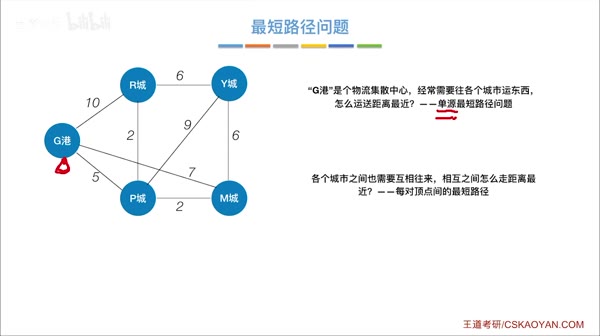 bilibili
最短路径问题
R城
6
Y城
10
2
9
6
G港
5
7
P城
2
M城
“G港”是个物流集散中心，经常需要往各个城市运东西，
怎么运送距离最近？——单源最短路径问题
各个城市之间也需要互相往来，相互之间怎么走距离最
近？——每对顶点间的最短路径
王道考研/CSKAOYAN.COM